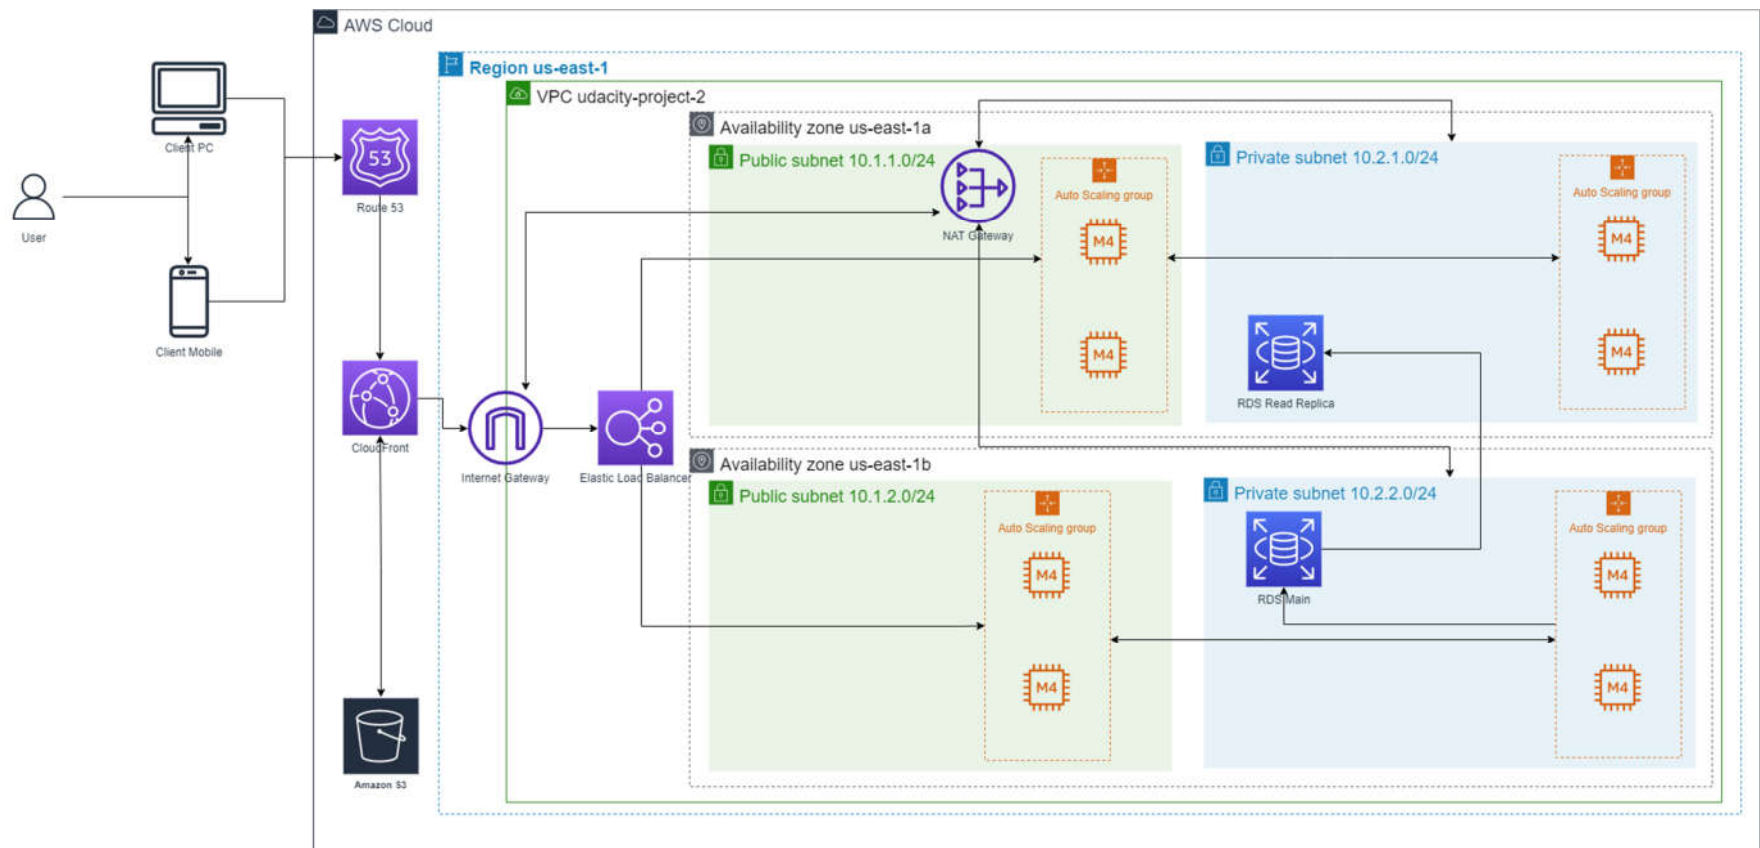 AWS Cloud
Region us-east-1
VPC udacity-project-2
Availability zone us-east-1a
Public subnet 10.1.1.0/24
Private subnet 10.2.1.0/24
Auto Scaling group
Auto Scaling group
Client PC
53
Route 53
User
NAT Gateway
M4
M4
M4
M4
Client Mobile
RDS Read Replica
CloudFront
Internet Gateway
Elastic Load Balancer
Availability zone us-east-1b
Public subnet 10.1.2.0/24
Private subnet 10.2.2.0/24
Auto Scaling group
Auto Scaling group
M4
M4
RDS Main
M4
M4
Amazon S3